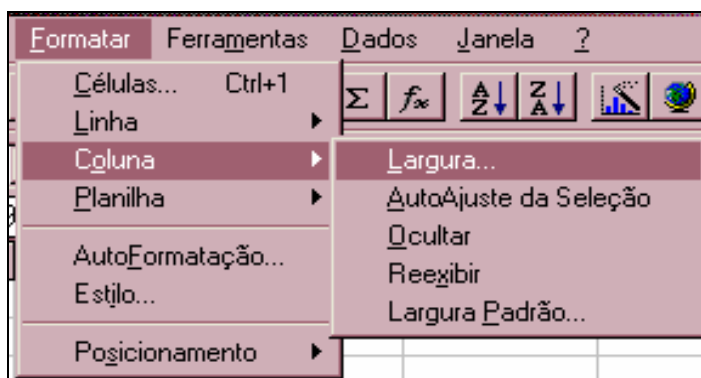 Formatar Ferramentas Dados Janela ?
Células... Ctrl+1
Linha
Coluna
Planilha
AutoFormatação...
Estilo...
Posicionamento
Σ fx A Z Z A
Largura...
AutoAjuste da Seleção
Ocultar
Reexibir
Largura Padrão...